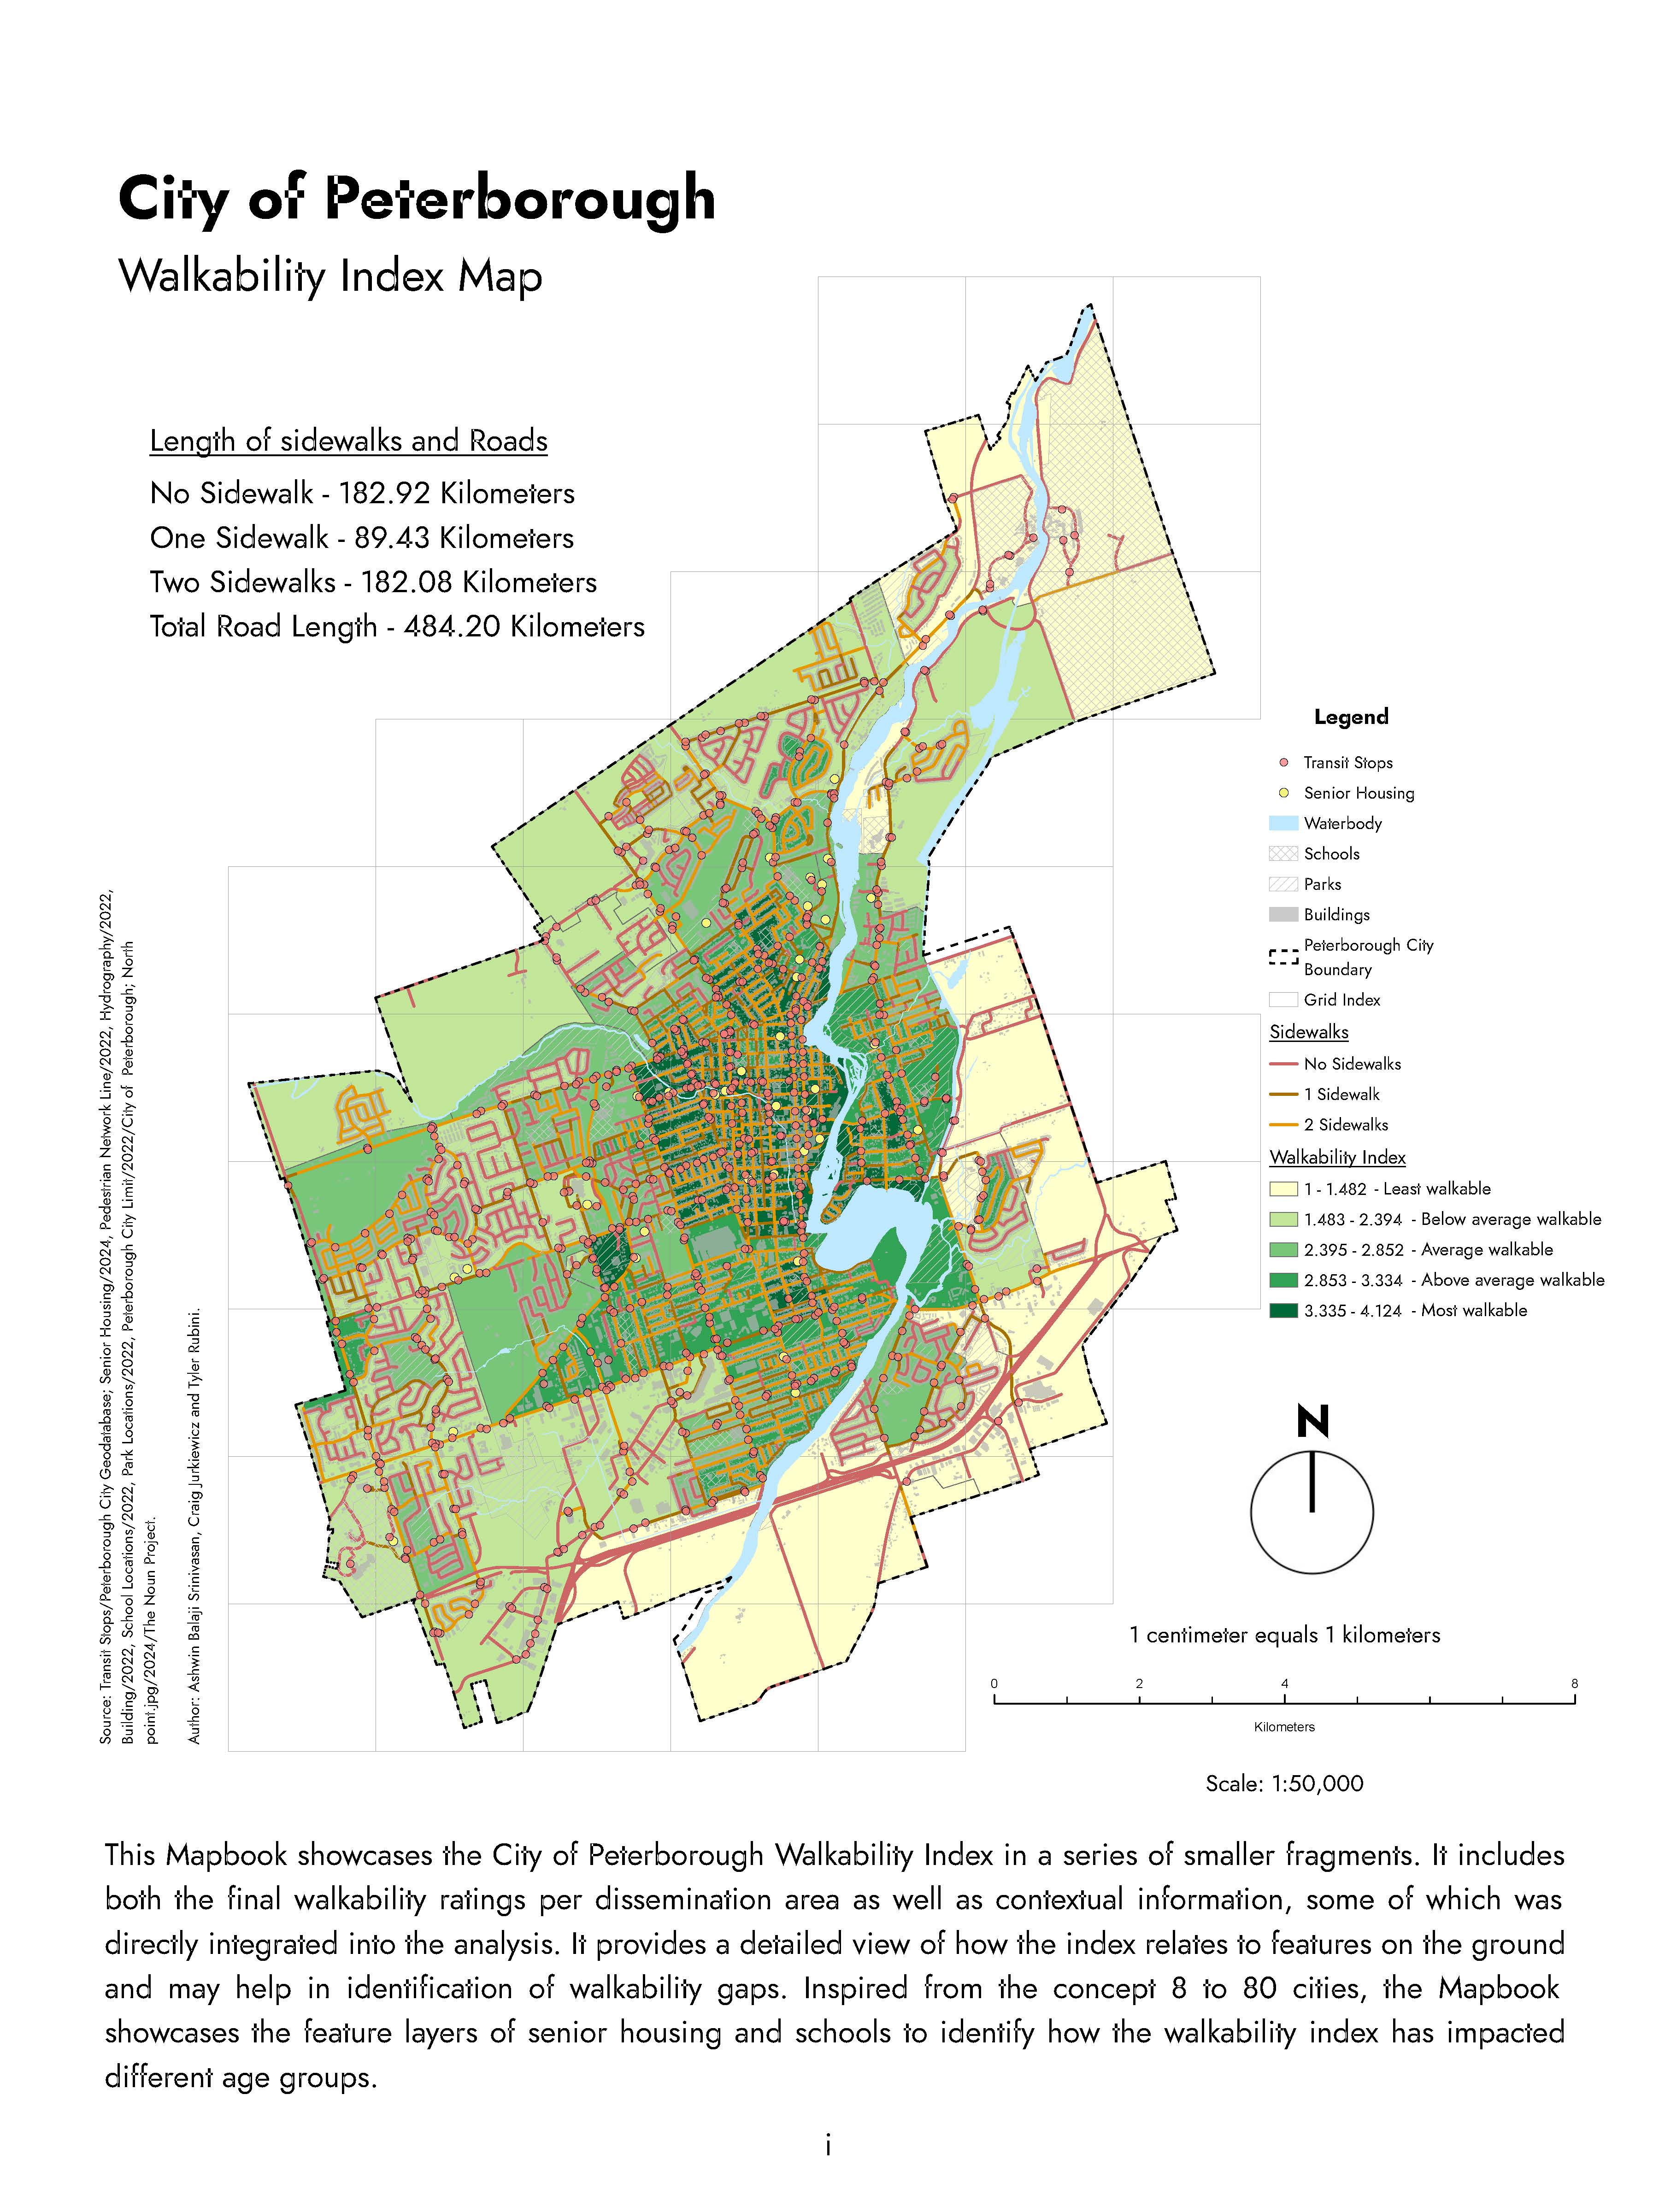 City of Peterborough
Walkability Index Map
Length of sidewalks and Roads
No Sidewalk - 182.92 Kilometers
One Sidewalk - 89.43 Kilometers
Two Sidewalks - 182.08 Kilometers
Total Road Length - 484.20 Kilometers
Legend
Transit Stops
Senior Housing
Waterbody
Schools
Parks
Buildings
Peterborough City
Boundary
Grid Index
Sidewalks
No Sidewalks
1 Sidewalk
2 Sidewalks
Walkability Index
1 - 1.482 - Least walkable
1.483 - 2.394 - Below average walkable
2.395 - 2.852 - Average walkable
2.853 - 3.334 - Above average walkable
3.335 - 4.124 - Most walkable
N
1 centimeter equals 1 kilometers
0 2 4 8
Kilometers
Scale: 1:50,000
Source: Transit Stops/Peterborough City Geodatabase; Senior Housing/2024, Pedestrian Network Line/2022, Hydrography/2022,
Building/2022, School Locations/2022, Park Locations/2022, Peterborough City Limit/2022/City of Peterborough; North
point.jpg/2024/The Noun Project.
Author: Ashwin Balaji Srinivasan, Craig Jurkiewicz and Tyler Rubini.
This Mapbook showcases the City of Peterborough Walkability Index in a series of smaller fragments. It includes
both the final walkability ratings per dissemination area as well as contextual information, some of which was
directly integrated into the analysis. It provides a detailed view of how the index relates to features on the ground
and may help in identification of walkability gaps. Inspired from the concept 8 to 80 cities, the Mapbook
showcases the feature layers of senior housing and schools to identify how the walkability index has impacted
different age groups.
i